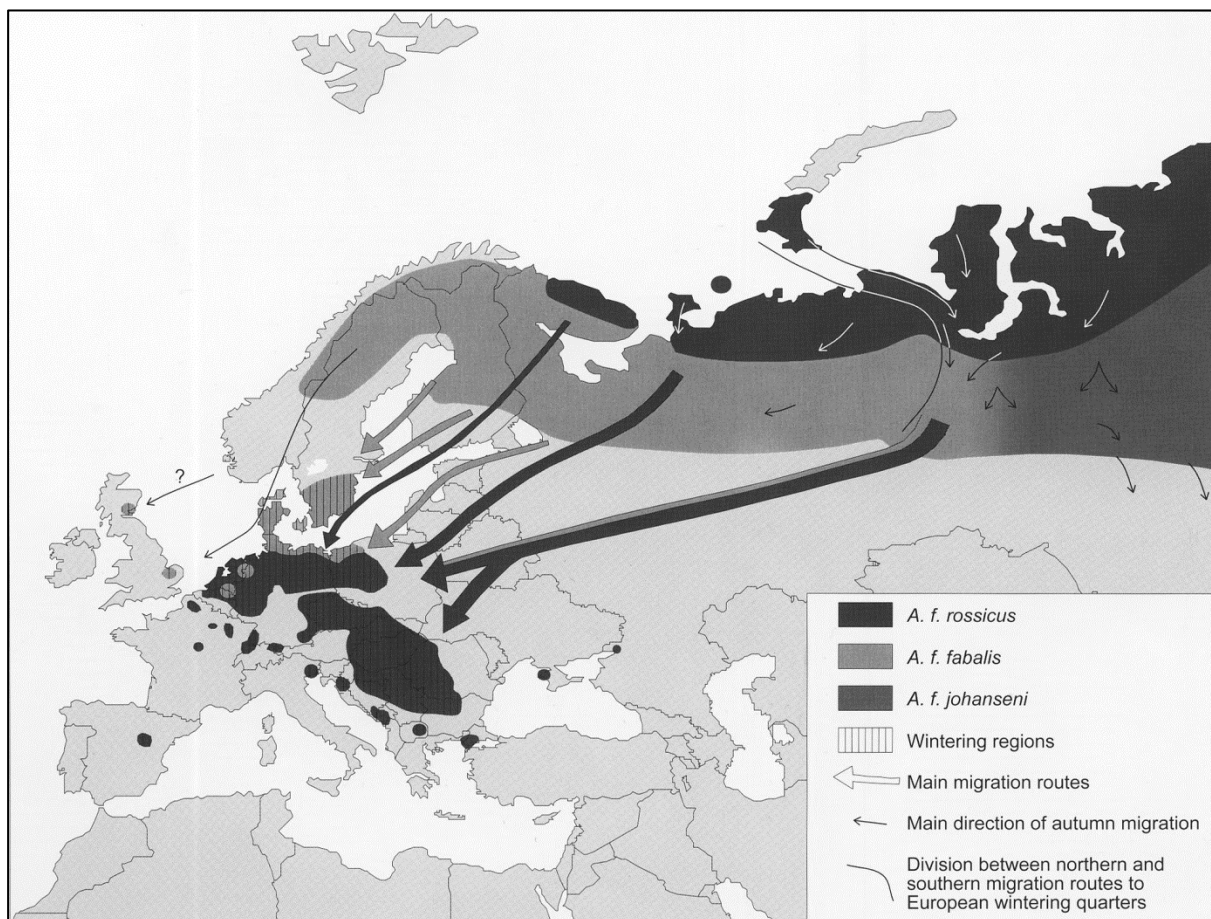 ?
A. f. rossicus
A. f. fabalis
A. f. johanseni
Wintering regions
Main migration routes
Main direction of autumn migration
Division between northern and
southern migration routes to
European wintering quarters